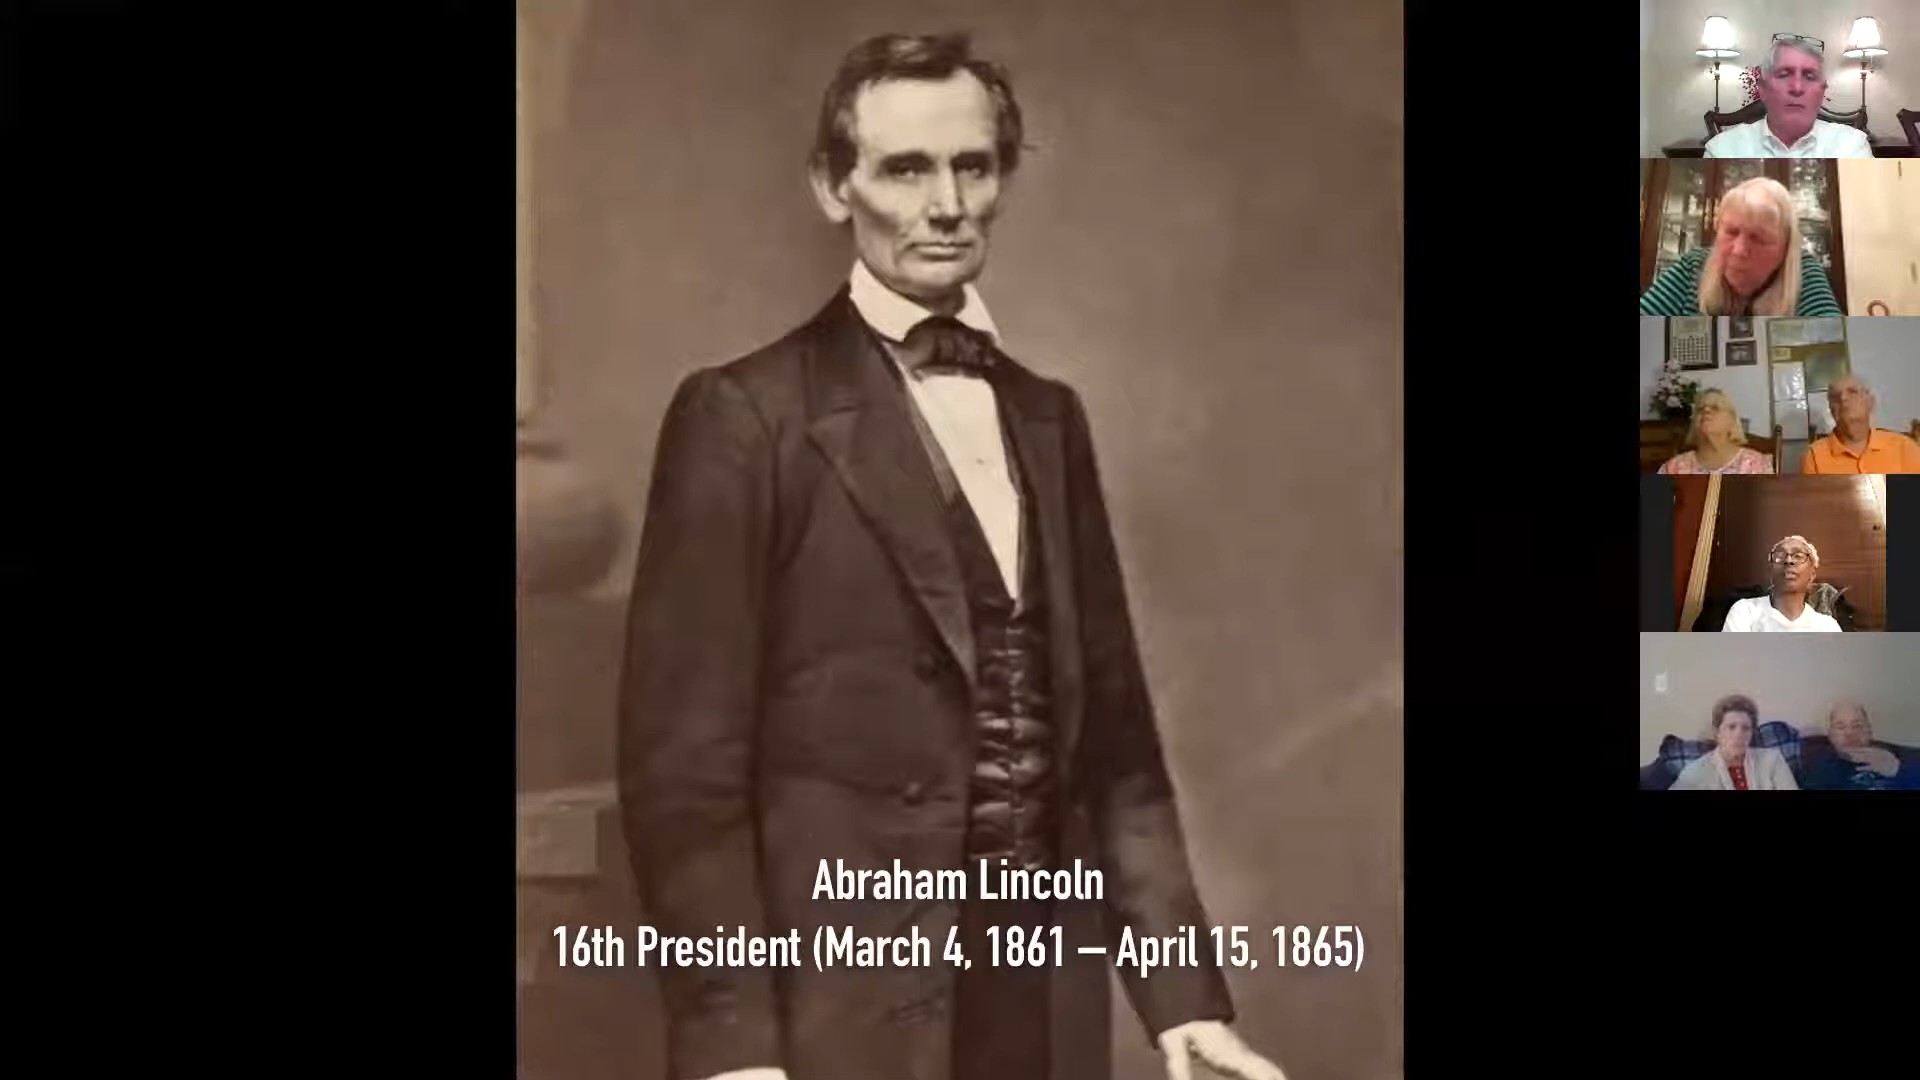 Abraham Lincoln
16th President (March 4, 1861 – April 15, 1865)